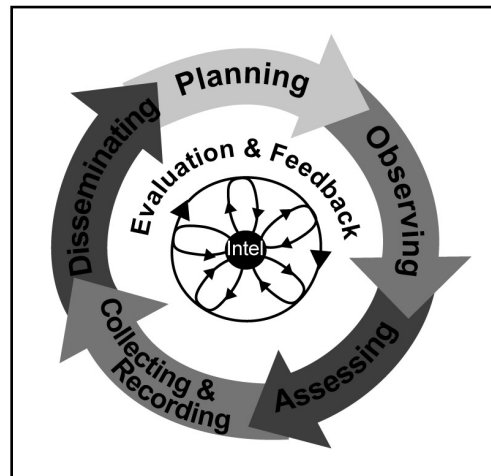 Planning
Observing
Assessing
Collecting &
Recording
Disseminating
Evaluation & Feedback
Intel